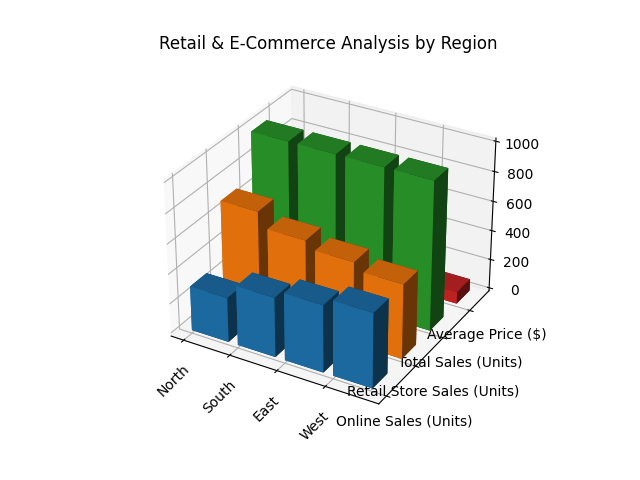 Retail & E-Commerce Analysis by Region
1000
800
600
400
200
0
Average Price ($)
Total Sales (Units)
Retail Store Sales (Units)
Online Sales (Units)
North
South
East
West